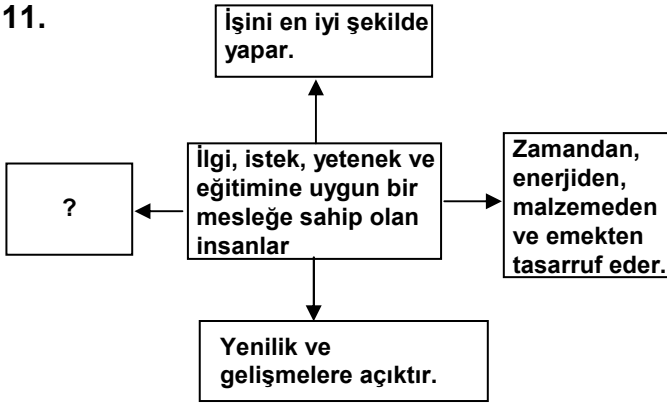 11.
İşini en iyi şekilde
yapar.
?
İlgi, istek, yetenek ve
eğitimine uygun bir
mesleğe sahip olan
insanlar
Zamandan,
enerjiden,
malzemeden
ve emekten
tasarruf eder.
Yenilik ve
gelişmelere açıktır.